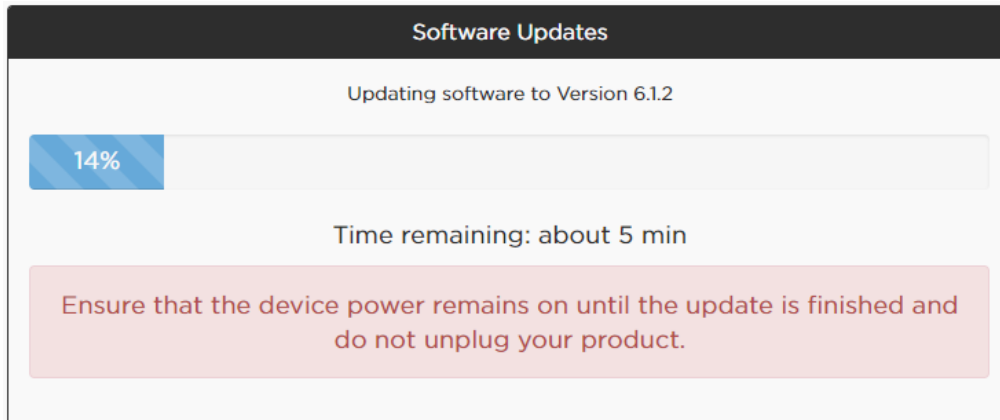 Software Updates
Updating software to Version 6.1.2
14%
Time remaining: about 5 min
Ensure that the device power remains on until the update is finished and
do not unplug your product.